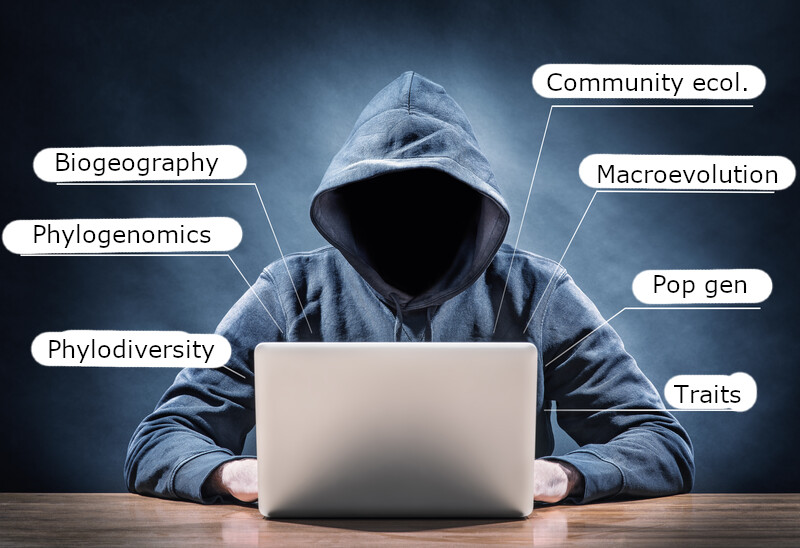 Community ecol.
Biogeography
Macroevolution
Phylogenomics
Pop gen
Phylodiversity
Traits